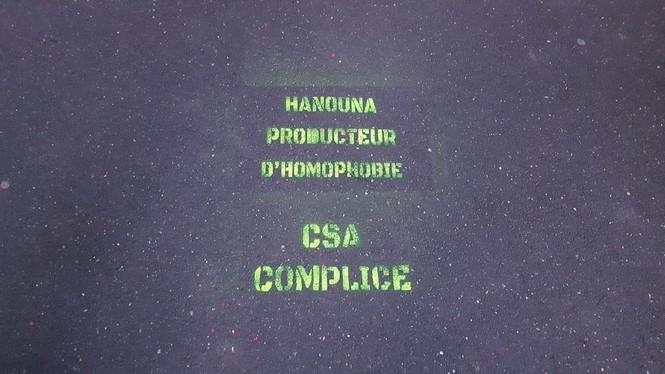 HANOUNA
PRODUCTEUR
D'HOMOPHOBIE
CSA
COMPLICE